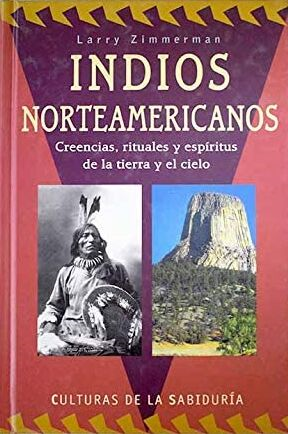 Larry Zimmerman
INDIOS
NORTEAMERICANOS
Creencias, rituales y espíritus
de la tierra y el cielo
CULTURAS DE LA SABIDURÍA